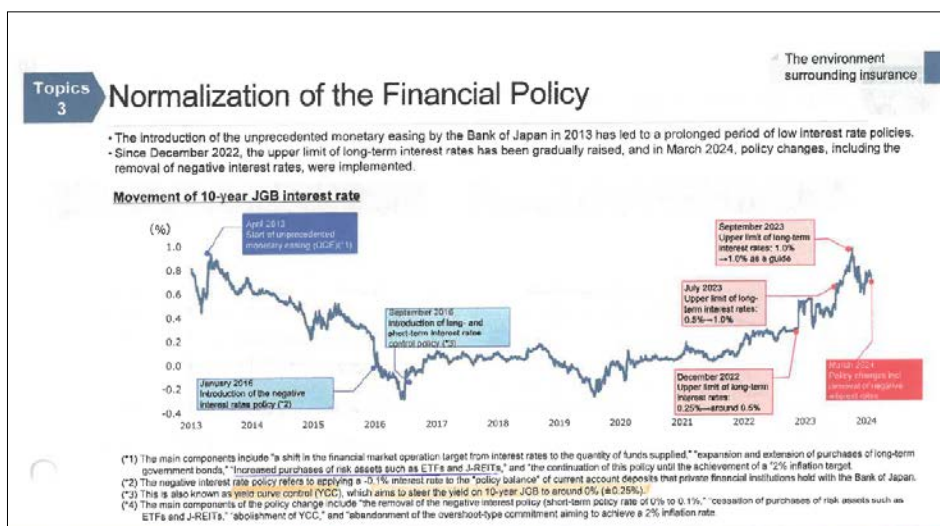 The environment
surrounding insurance
Topics
3
Normalization of the Financial Policy
• The introduction of the unprecedented monetary easing by the Bank of Japan in 2013 has led to a prolonged period of low interest rate policies.
• Since December 2022, the upper limit of long-term interest rates has been gradually raised, and in March 2024, policy changes, including the
removal of negative interest rates, were implemented.
Movement of 10-year JGB interest rate
(%)
1.0
0.8
0.6
0.4
0.2
0.0
-0.2
-0.4
April 2013
Start of unprecedented
monetary easing (QQE)(*1)
September 2016
Introduction of long- and
short-term interest rates
control policy (*3)
January 2016
Introduction of the negative
interest rates policy (*2)
September 2023
Upper limit of long-term
interest rates: 1.0%
→1.0% as a guide
July 2023
Upper limit of long-
term interest rates:
0.5%→1.0%
December 2022
Upper limit of long-term
interest rates:
0.25%→around 0.5%
March 2024
Policy changes incl
removal of negative
interest rates
2013 2014 2015 2016 2017 2018 2019 2020 2021 2022 2023 2024
(*1) The main components include "a shift in the financial market operation target from interest rates to the quantity of funds supplied," "expansion and extension of purchases of long-term
government bonds," "Increased purchases of risk assets such as ETFs and J-REITs," and "the continuation of this policy until the achievement of a "2% inflation target.
(*2) The negative interest rate policy refers to applying a -0.1% interest rate to the "policy balance" of current account deposits that private financial institutions hold with the Bank of Japan.
(*3) This is also known as yield curve control (YCC), which aims to steer the yield on 10-year JGB to around 0% (±0.25%).
(*4) The main components of the policy change include "the removal of the negative interest policy (short-term policy rate of 0% to 0.1%," "cessation of purchases of risk assets such as
ETFs and J-REITs," "abolishment of YCC," and "abandonment of the overshoot-type commitment aiming to achieve a 2% inflation rate.